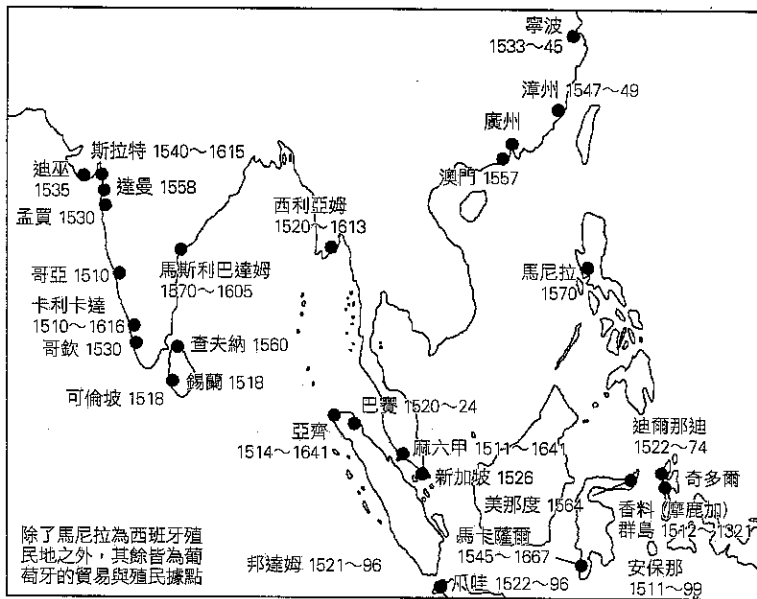 寧波
1533～45
漳州 1547～49
廣州
澳門 1557
斯拉特 1540～1615
迪巫
1535
達曼 1558
孟買 1530
西利亞姆
1520～1613
馬尼拉
1570
哥亞 1510
馬斯利巴達姆
1570～1605
卡利卡達
1510～1616
哥欽 1530
查夫納 1560
錫蘭 1518
可倫坡 1518
巴賽 1520～24
亞齊
1514～1641
麻六甲 1511～1641
新加坡 1526
迪爾那迪
1522～74
奇多爾
美那度 1564
香料 (摩鹿加)
群島 1512～1321
馬卡薩爾
1545～1667
安保那
1511～99
邦達姆 1521～96
瓜哇 1522～96
除了馬尼拉為西班牙殖
民地之外，其餘皆為葡
萄牙的貿易與殖民據點